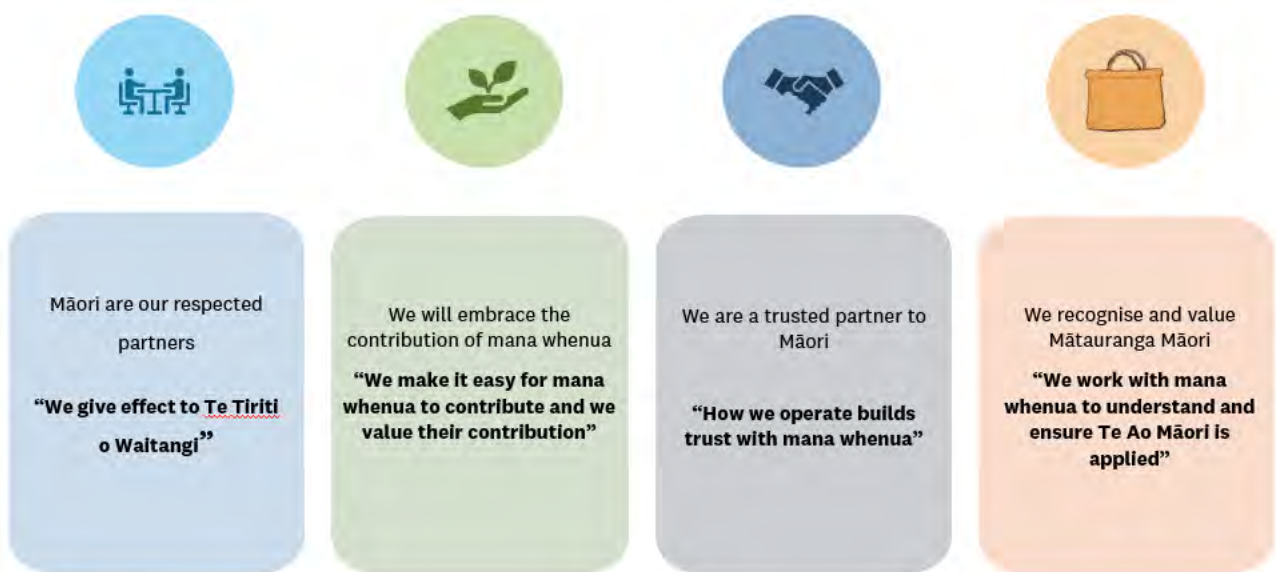 Māori are our respected
partners
“We give effect to Te Tiriti
o Waitangi”
We will embrace the
contribution of mana whenua
“We make it easy for mana
whenua to contribute and we
value their contribution”
We are a trusted partner to
Māori
“How we operate builds
trust with mana whenua”
We recognise and value
Mātauranga Māori
“We work with mana
whenua to understand and
ensure Te Ao Māori is
applied”